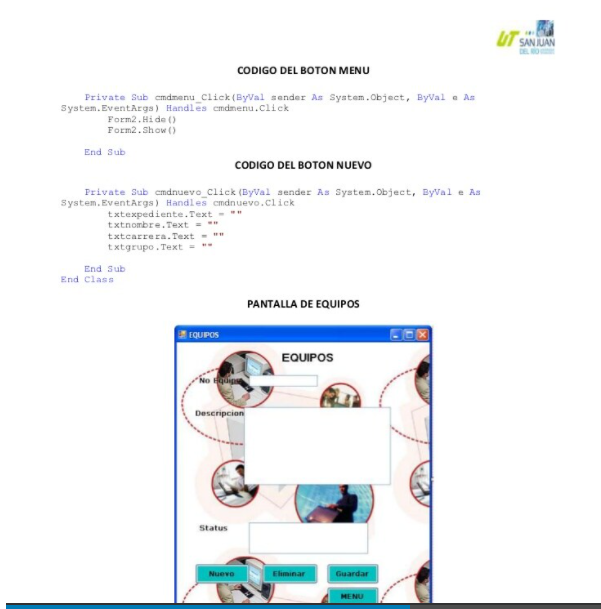 UT SAN JUAN
DEL RÍO
CODIGO DEL BOTON MENU
Private Sub cmdmenu_Click(ByVal sender As System.Object, ByVal e As
System.EventArgs) Handles cmdmenu.Click
Form2.Hide()
Form2.Show()
End Sub
CODIGO DEL BOTON NUEVO
Private Sub cmdnuevo_Click(ByVal sender As System.Object, ByVal e As
System.EventArgs) Handles cmdnuevo.Click
txtexpediente.Text = ""
txtnombre.Text = ""
txtcarrera.Text = ""
txtgrupo.Text = ""
End Sub
End Class
PANTALLA DE EQUIPOS
EQUIPOS
EQUIPOS
No Equipo
Descripcion
Status
Nuevo Eliminar Guardar
MENU